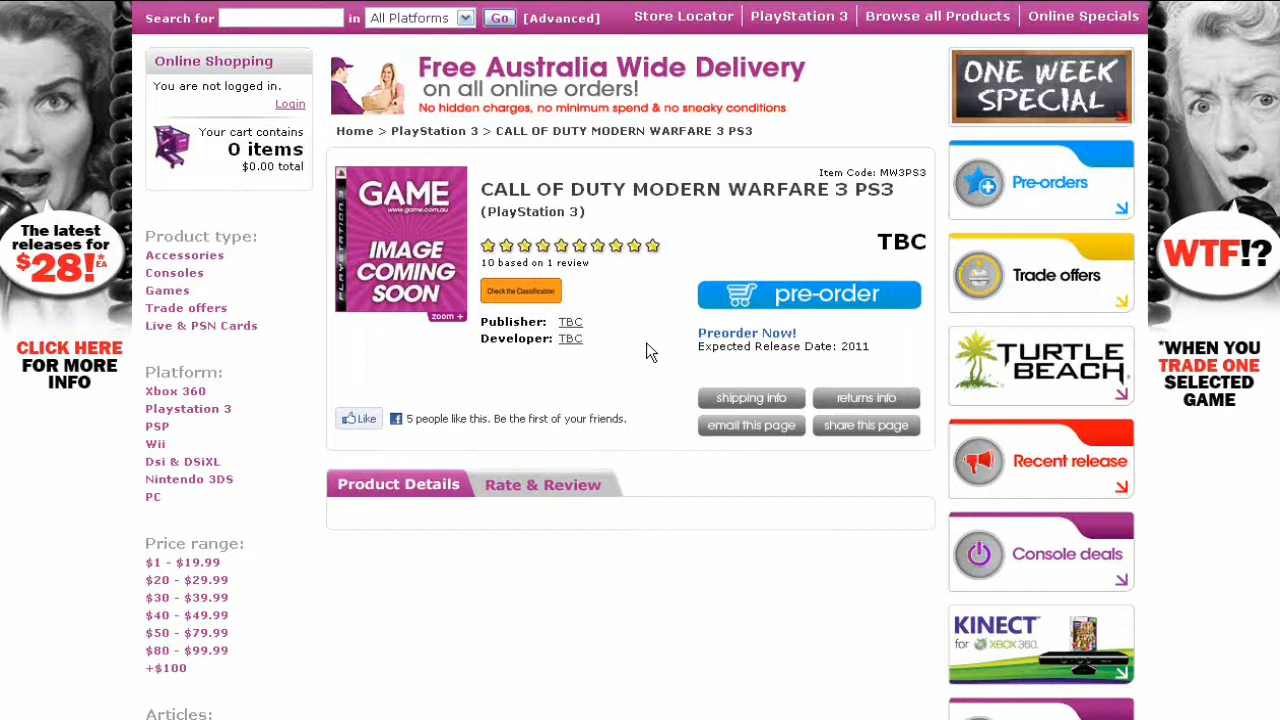 Search for in All Platforms Go [Advanced] Store Locator PlayStation 3 Browse all Products Online Specials
The latest
releases for
$28!*
EA
CLICK HERE
FOR MORE
INFO
Online Shopping
You are not logged in.
Login
Your cart contains
0 items
$0.00 total
Product type:
Accessories
Consoles
Games
Trade offers
Live & PSN Cards
Platform:
Xbox 360
Playstation 3
PSP
Wii
Dsi & DSiXL
Nintendo 3DS
PC
Price range:
$1 - $19.99
$20 - $29.99
$30 - $39.99
$40 - $49.99
$50 - $79.99
$80 - $99.99
+$100
Articles:
Free Australia Wide Delivery
on all online orders!
No hidden charges, no minimum spend & no sneaky conditions
Home > PlayStation 3 > CALL OF DUTY MODERN WARFARE 3 PS3
PLAYSTATION 3
GAME
www.game.com.au
IMAGE
COMING
SOON
zoom +
Item Code: MW3PS3
CALL OF DUTY MODERN WARFARE 3 PS3
(PlayStation 3)
TBC
10 based on 1 review
Check the Classification
pre-order
Publisher: TBC
Developer: TBC
Preorder Now!
Expected Release Date: 2011
shipping info
returns info
email this page
share this page
Like 5 people like this. Be the first of your friends.
Product Details
Rate & Review
ONE WEEK
SPECIAL
Pre-orders
Trade offers
TURTLE
BEACH
Recent release
Console deals
KINECT
for XBOX 360.
WTF!?
*WHEN YOU
TRADE ONE
SELECTED
GAME